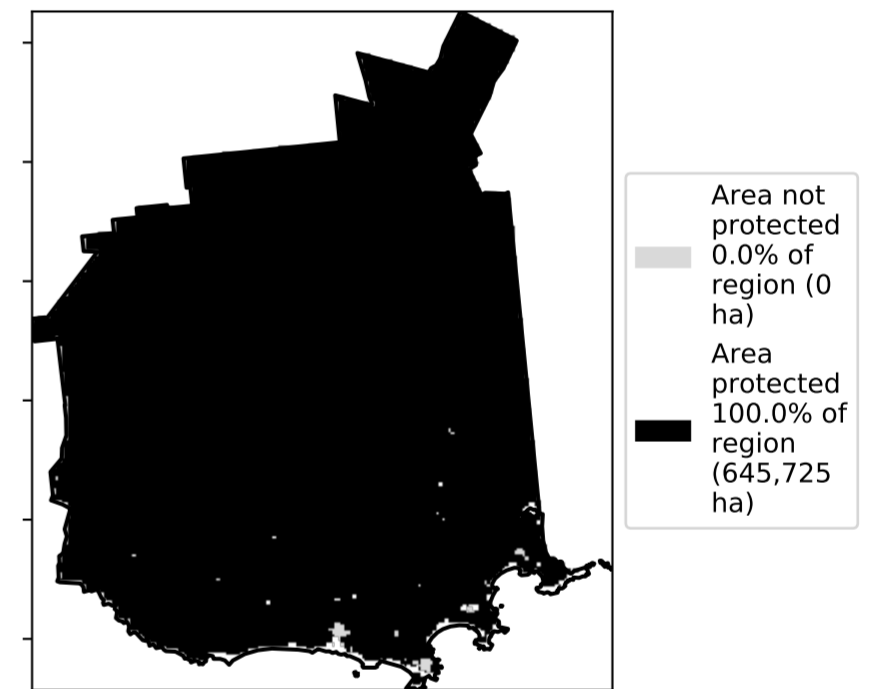 Area not
protected
0.0% of
region (0
ha)
Area
protected
100.0% of
region
(645,725
ha)